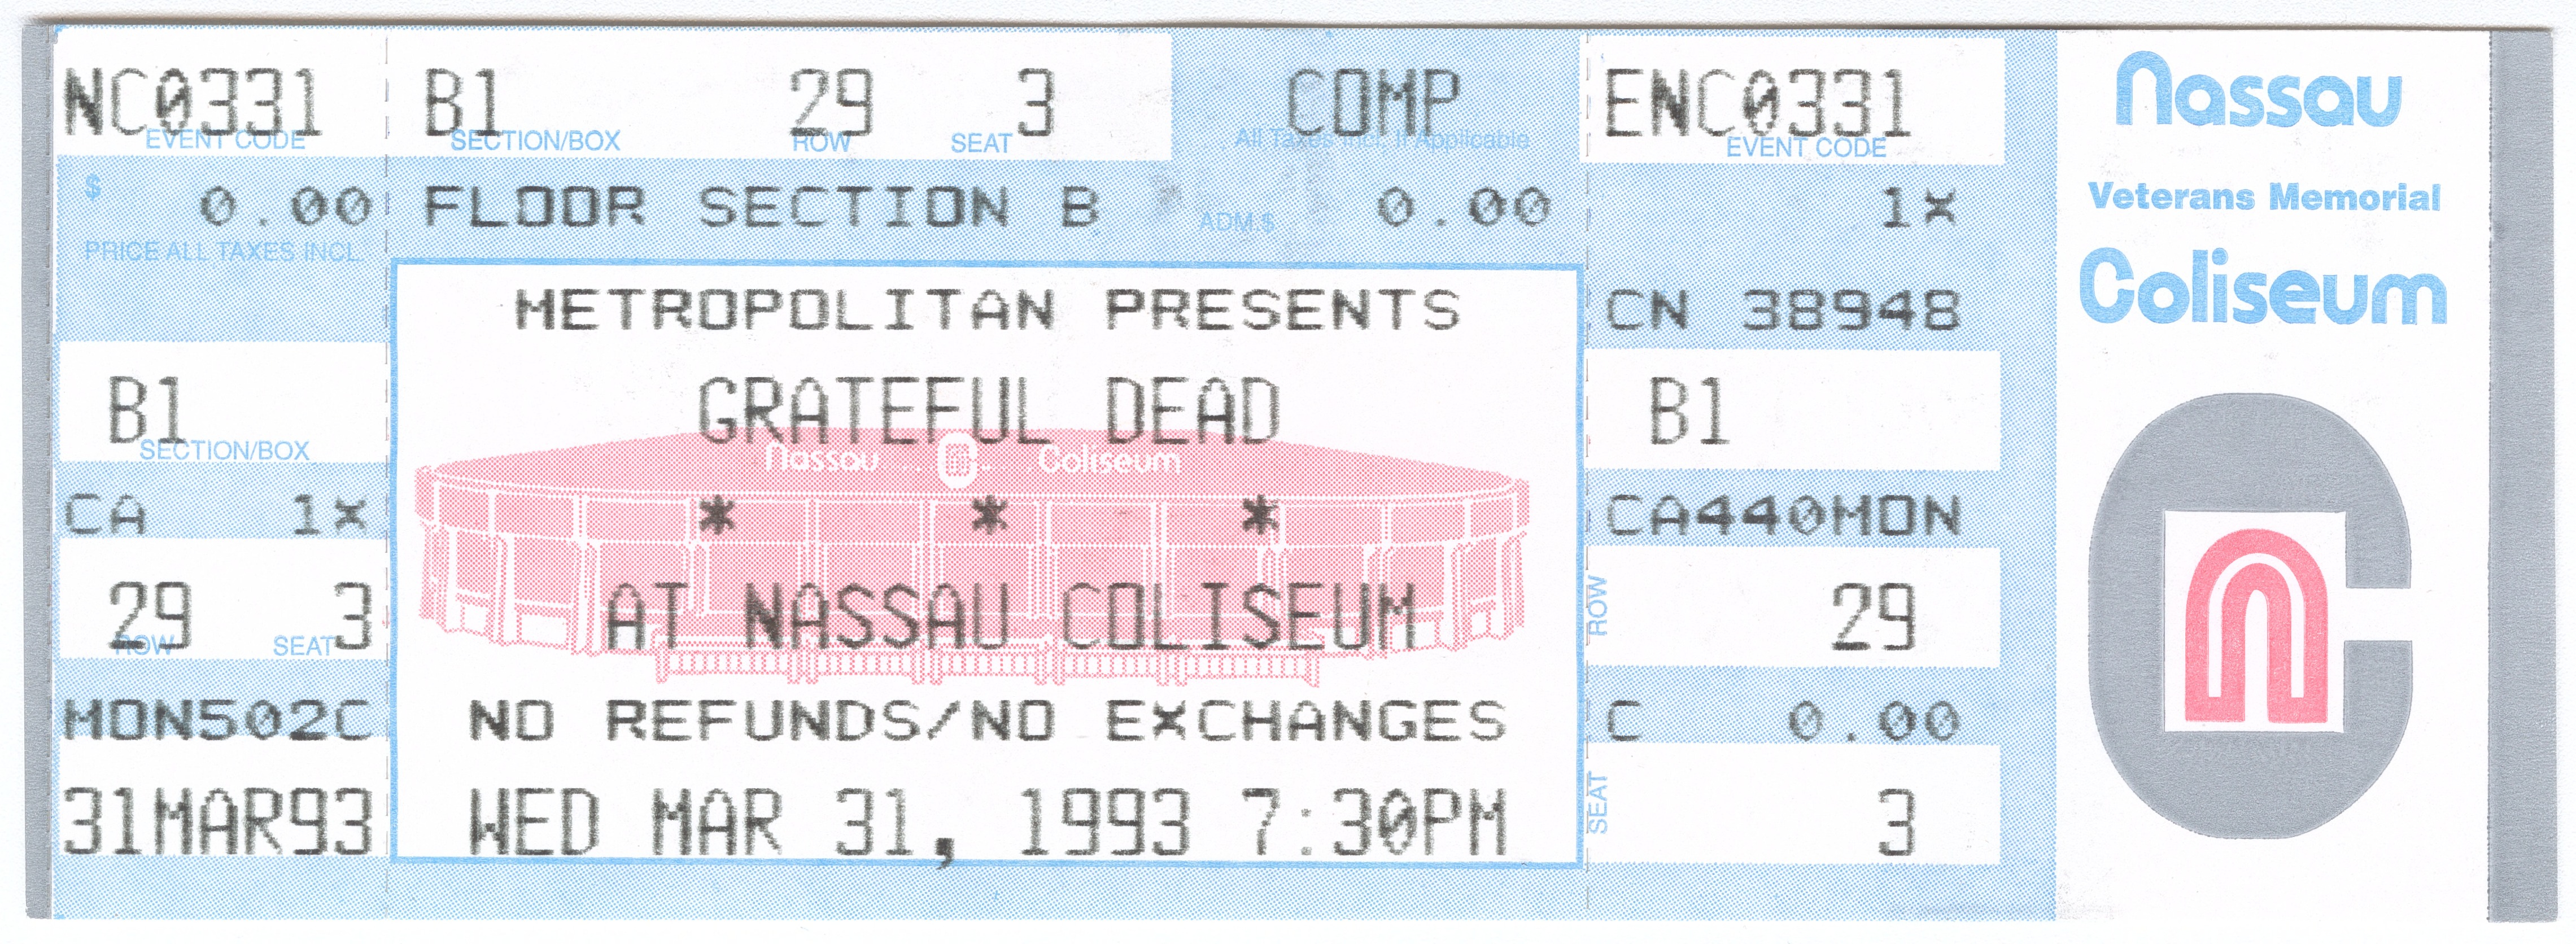 NC0331
EVENT CODE
$ 0.00
PRICE ALL TAXES INCL.
B1
SECTION/BOX
CA 1X
29 3
ROW SEAT
MON502C
31MAR93
B1 29 3 COMP
SECTION/BOX ROW SEAT All Taxes Incl. If Applicable
FLOOR SECTION B ADM.$ 0.00
METROPOLITAN PRESENTS
GRATEFUL DEAD
Nassau Coliseum
* * *
AT NASSAU COLISEUM
NO REFUNDS/NO EXCHANGES
WED MAR 31, 1993 7:30PM
ENC0331
EVENT CODE
1X
CN 38948
B1
CA440MON
ROW 29
C 0.00
SEAT 3
Nassau
Veterans Memorial
Coliseum